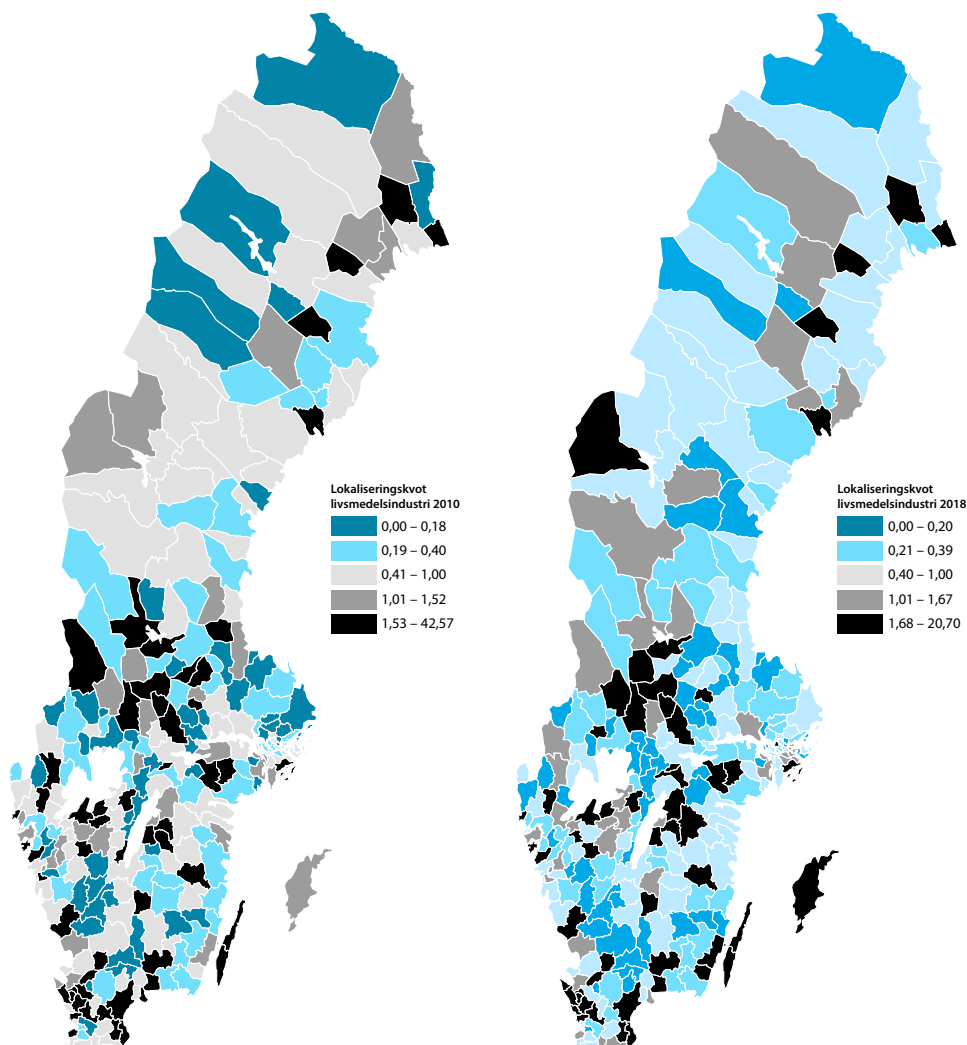 Lokaliseringskvot
livsmedelsindustri 2010
0,00 – 0,18
0,19 – 0,40
0,41 – 1,00
1,01 – 1,52
1,53 – 42,57
Lokaliseringskvot
livsmedelsindustri 2018
0,00 – 0,20
0,21 – 0,39
0,40 – 1,00
1,01 – 1,67
1,68 – 20,70